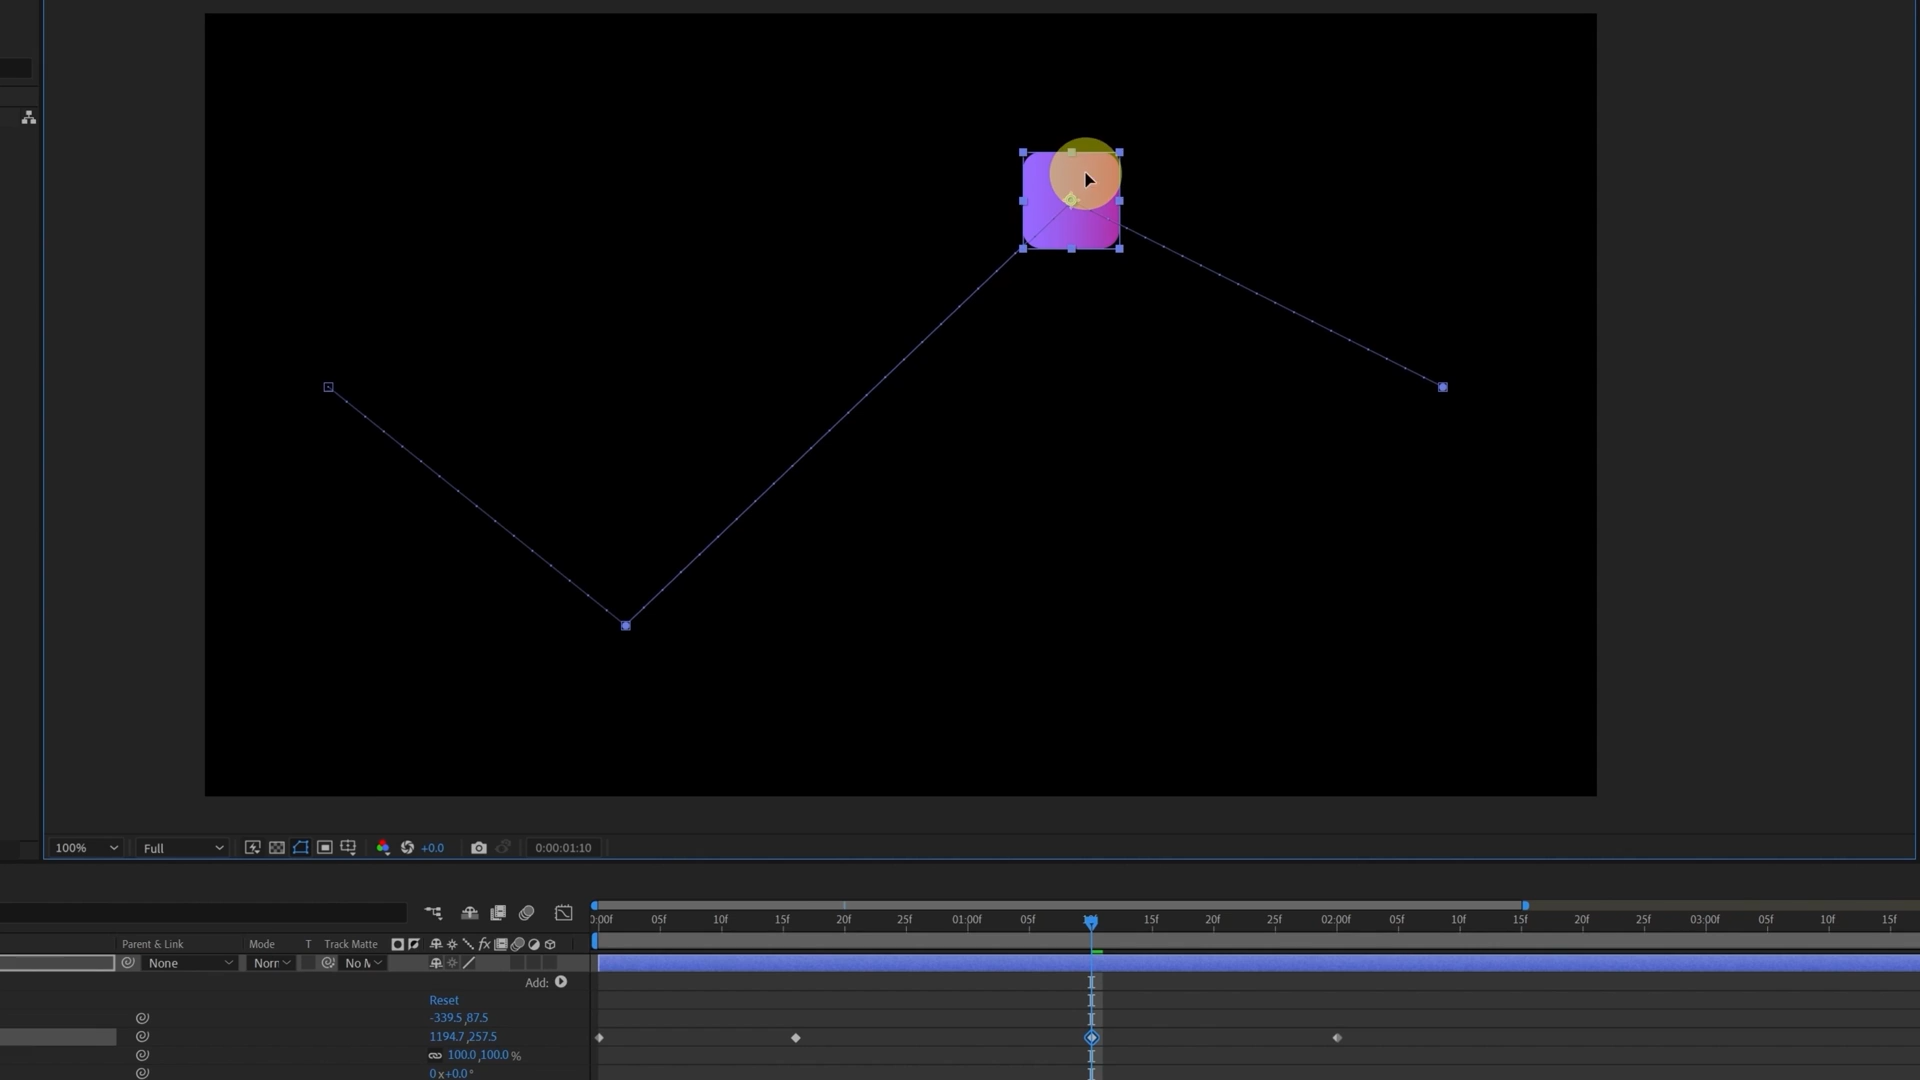 100% Full +0.0 0:00:01:10
0:00f 05f 10f 15f 20f 25f 01:00f 05f 15f 20f 25f 02:00f 05f 10f 15f 20f 25f 03:00f 05f 10f 15f
Parent & Link Mode T Track Matte fx
None Norr No M
Add:
Reset
-339.5,87.5
1194.7,257.5
100.0,100.0 %
0x+0.0°